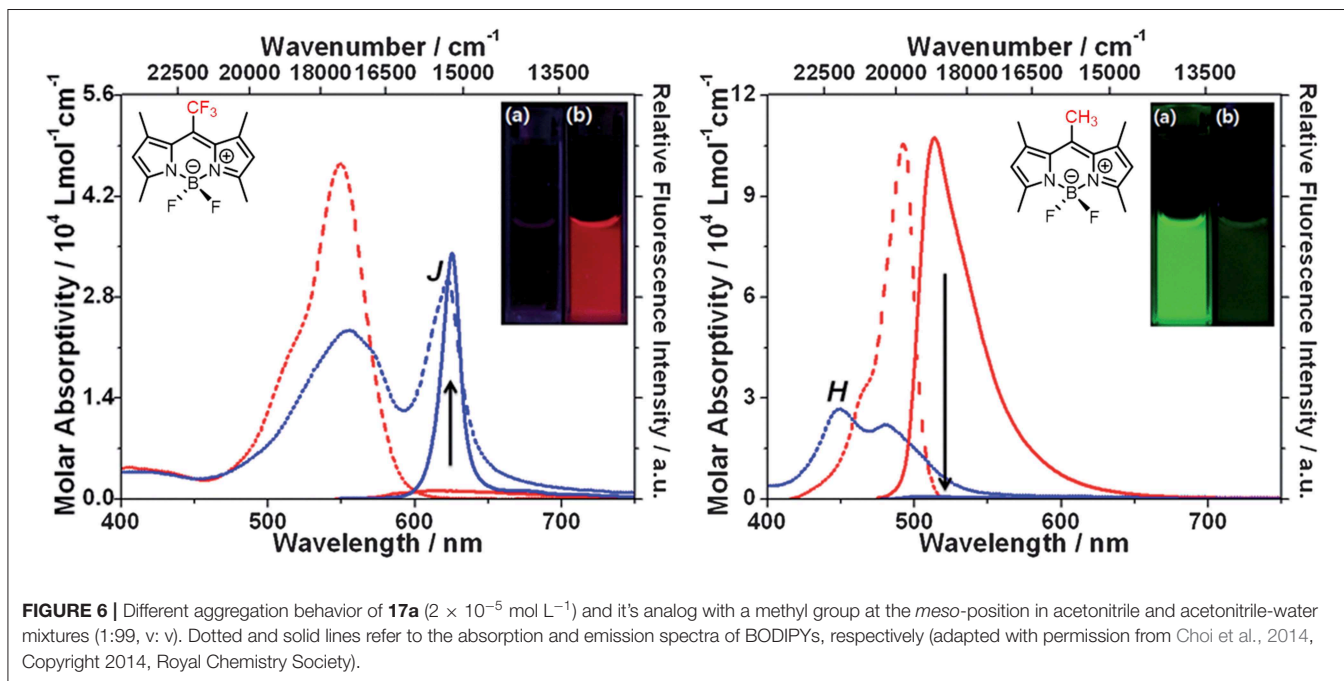 Wavenumber / cm⁻¹
22500 20000 18000 16500 15000 13500
5.6
4.2
2.8
1.4
0.0
Molar Absorptivity / 10⁴ Lmol⁻¹cm⁻¹
CF₃
N
N
⊖
B
⊕
F
F
(a)
(b)
J
Relative Fluorescence Intensity / a.u.
400 500 600 700
Wavelength / nm
Wavenumber / cm⁻¹
22500 20000 18000 16500 15000 13500
12
9
6
3
0
Molar Absorptivity / 10⁴ Lmol⁻¹cm⁻¹
CH₃
N
N
⊖
B
⊕
F
F
(a)
(b)
H
Relative Fluorescence Intensity / a.u.
400 500 600 700
Wavelength / nm
FIGURE 6 | Different aggregation behavior of 17a (2 × 10⁻⁵ mol L⁻¹) and it's analog with a methyl group at the meso-position in acetonitrile and acetonitrile-water
mixtures (1:99, v: v). Dotted and solid lines refer to the absorption and emission spectra of BODIPYs, respectively (adapted with permission from Choi et al., 2014,
Copyright 2014, Royal Chemistry Society).